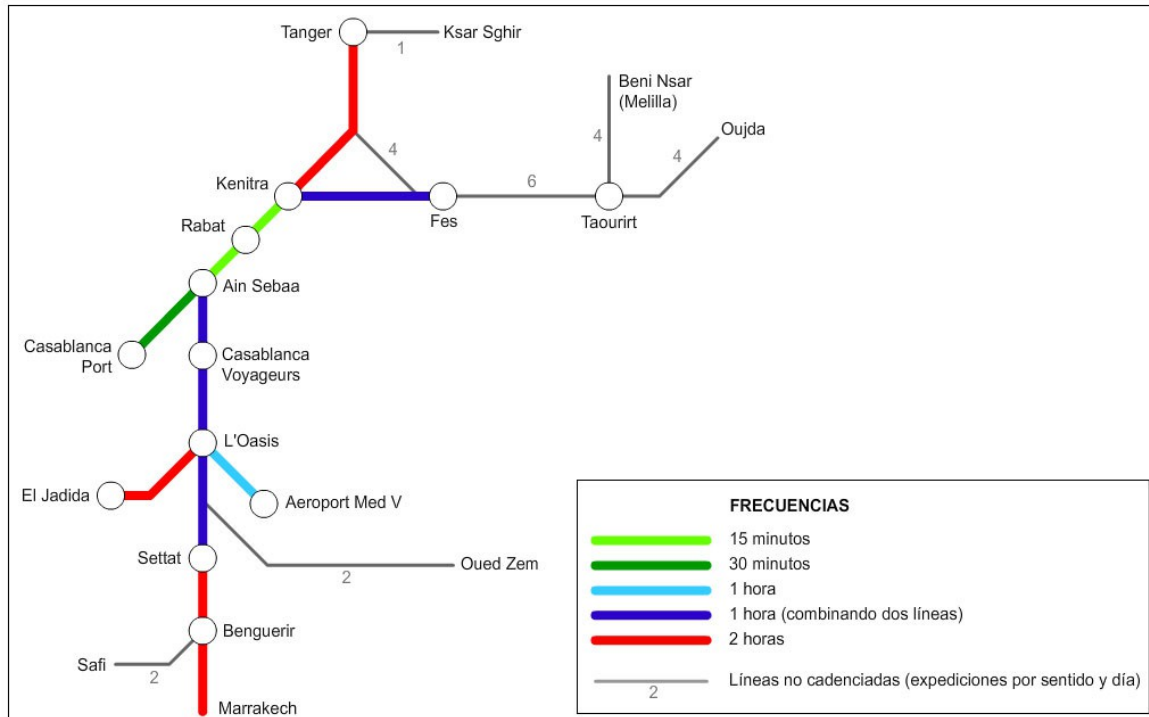 Tanger
Ksar Sghir
1
Beni Nsar
(Melilla)
Oujda
4
4
4
Kenitra
6
Fes
Taourirt
Rabat
Ain Sebaa
Casablanca
Port
Casablanca
Voyageurs
L'Oasis
El Jadida
Aeroport Med V
Settat
Oued Zem
2
Benguerir
Safi
2
Marrakech
FRECUENCIAS
15 minutos
30 minutos
1 hora
1 hora (combinando dos líneas)
2 horas
Líneas no cadenciadas (expediciones por sentido y día)
2